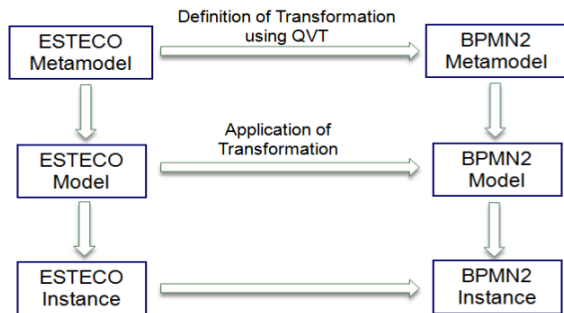 Definition of Transformation
using QVT
ESTECO
Metamodel
BPMN2
Metamodel
Application of
Transformation
ESTECO
Model
BPMN2
Model
ESTECO
Instance
BPMN2
Instance